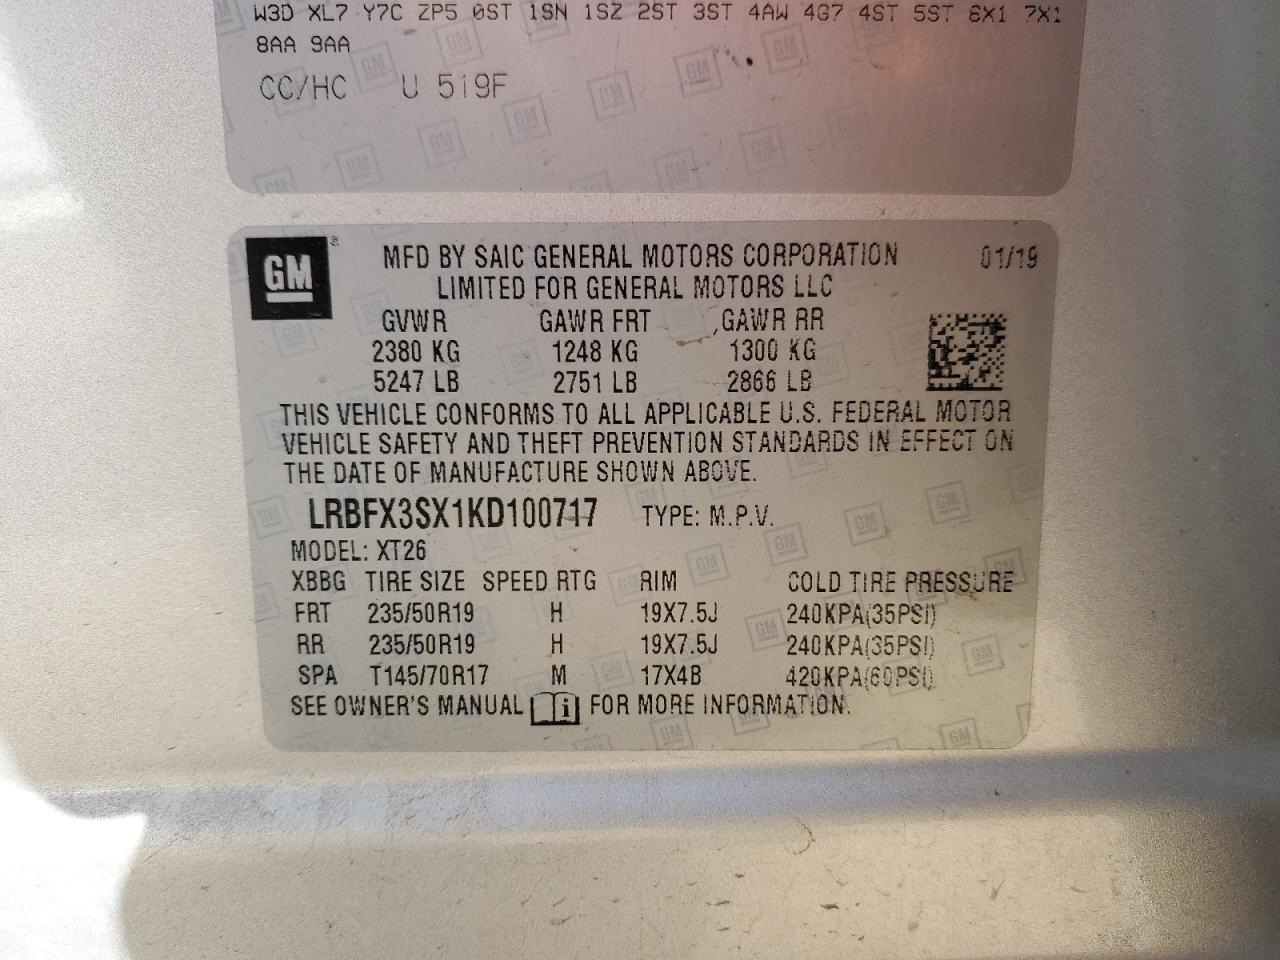 W3D XL7 Y7C ZP5 0ST 1SN 1SZ 2ST 3ST 4AW 4G7 4ST 5ST 6X1 7X1
8AA 9AA
CC/HC U 519F
GM
MFD BY SAIC GENERAL MOTORS CORPORATION 01/19
LIMITED FOR GENERAL MOTORS LLC
GVWR GAWR FRT GAWR RR
2380 KG 1248 KG 1300 KG
5247 LB 2751 LB 2866 LB
THIS VEHICLE CONFORMS TO ALL APPLICABLE U.S. FEDERAL MOTOR
VEHICLE SAFETY AND THEFT PREVENTION STANDARDS IN EFFECT ON
THE DATE OF MANUFACTURE SHOWN ABOVE.
LRBFX3SX1KD100717 TYPE: M.P.V.
MODEL: XT26
XBBG TIRE SIZE SPEED RTG RIM COLD TIRE PRESSURE
FRT 235/50R19 H 19X7.5J 240KPA(35PSI)
RR 235/50R19 H 19X7.5J 240KPA(35PSI)
SPA T145/70R17 M 17X4B 420KPA(60PSI)
SEE OWNER'S MANUAL i FOR MORE INFORMATION.